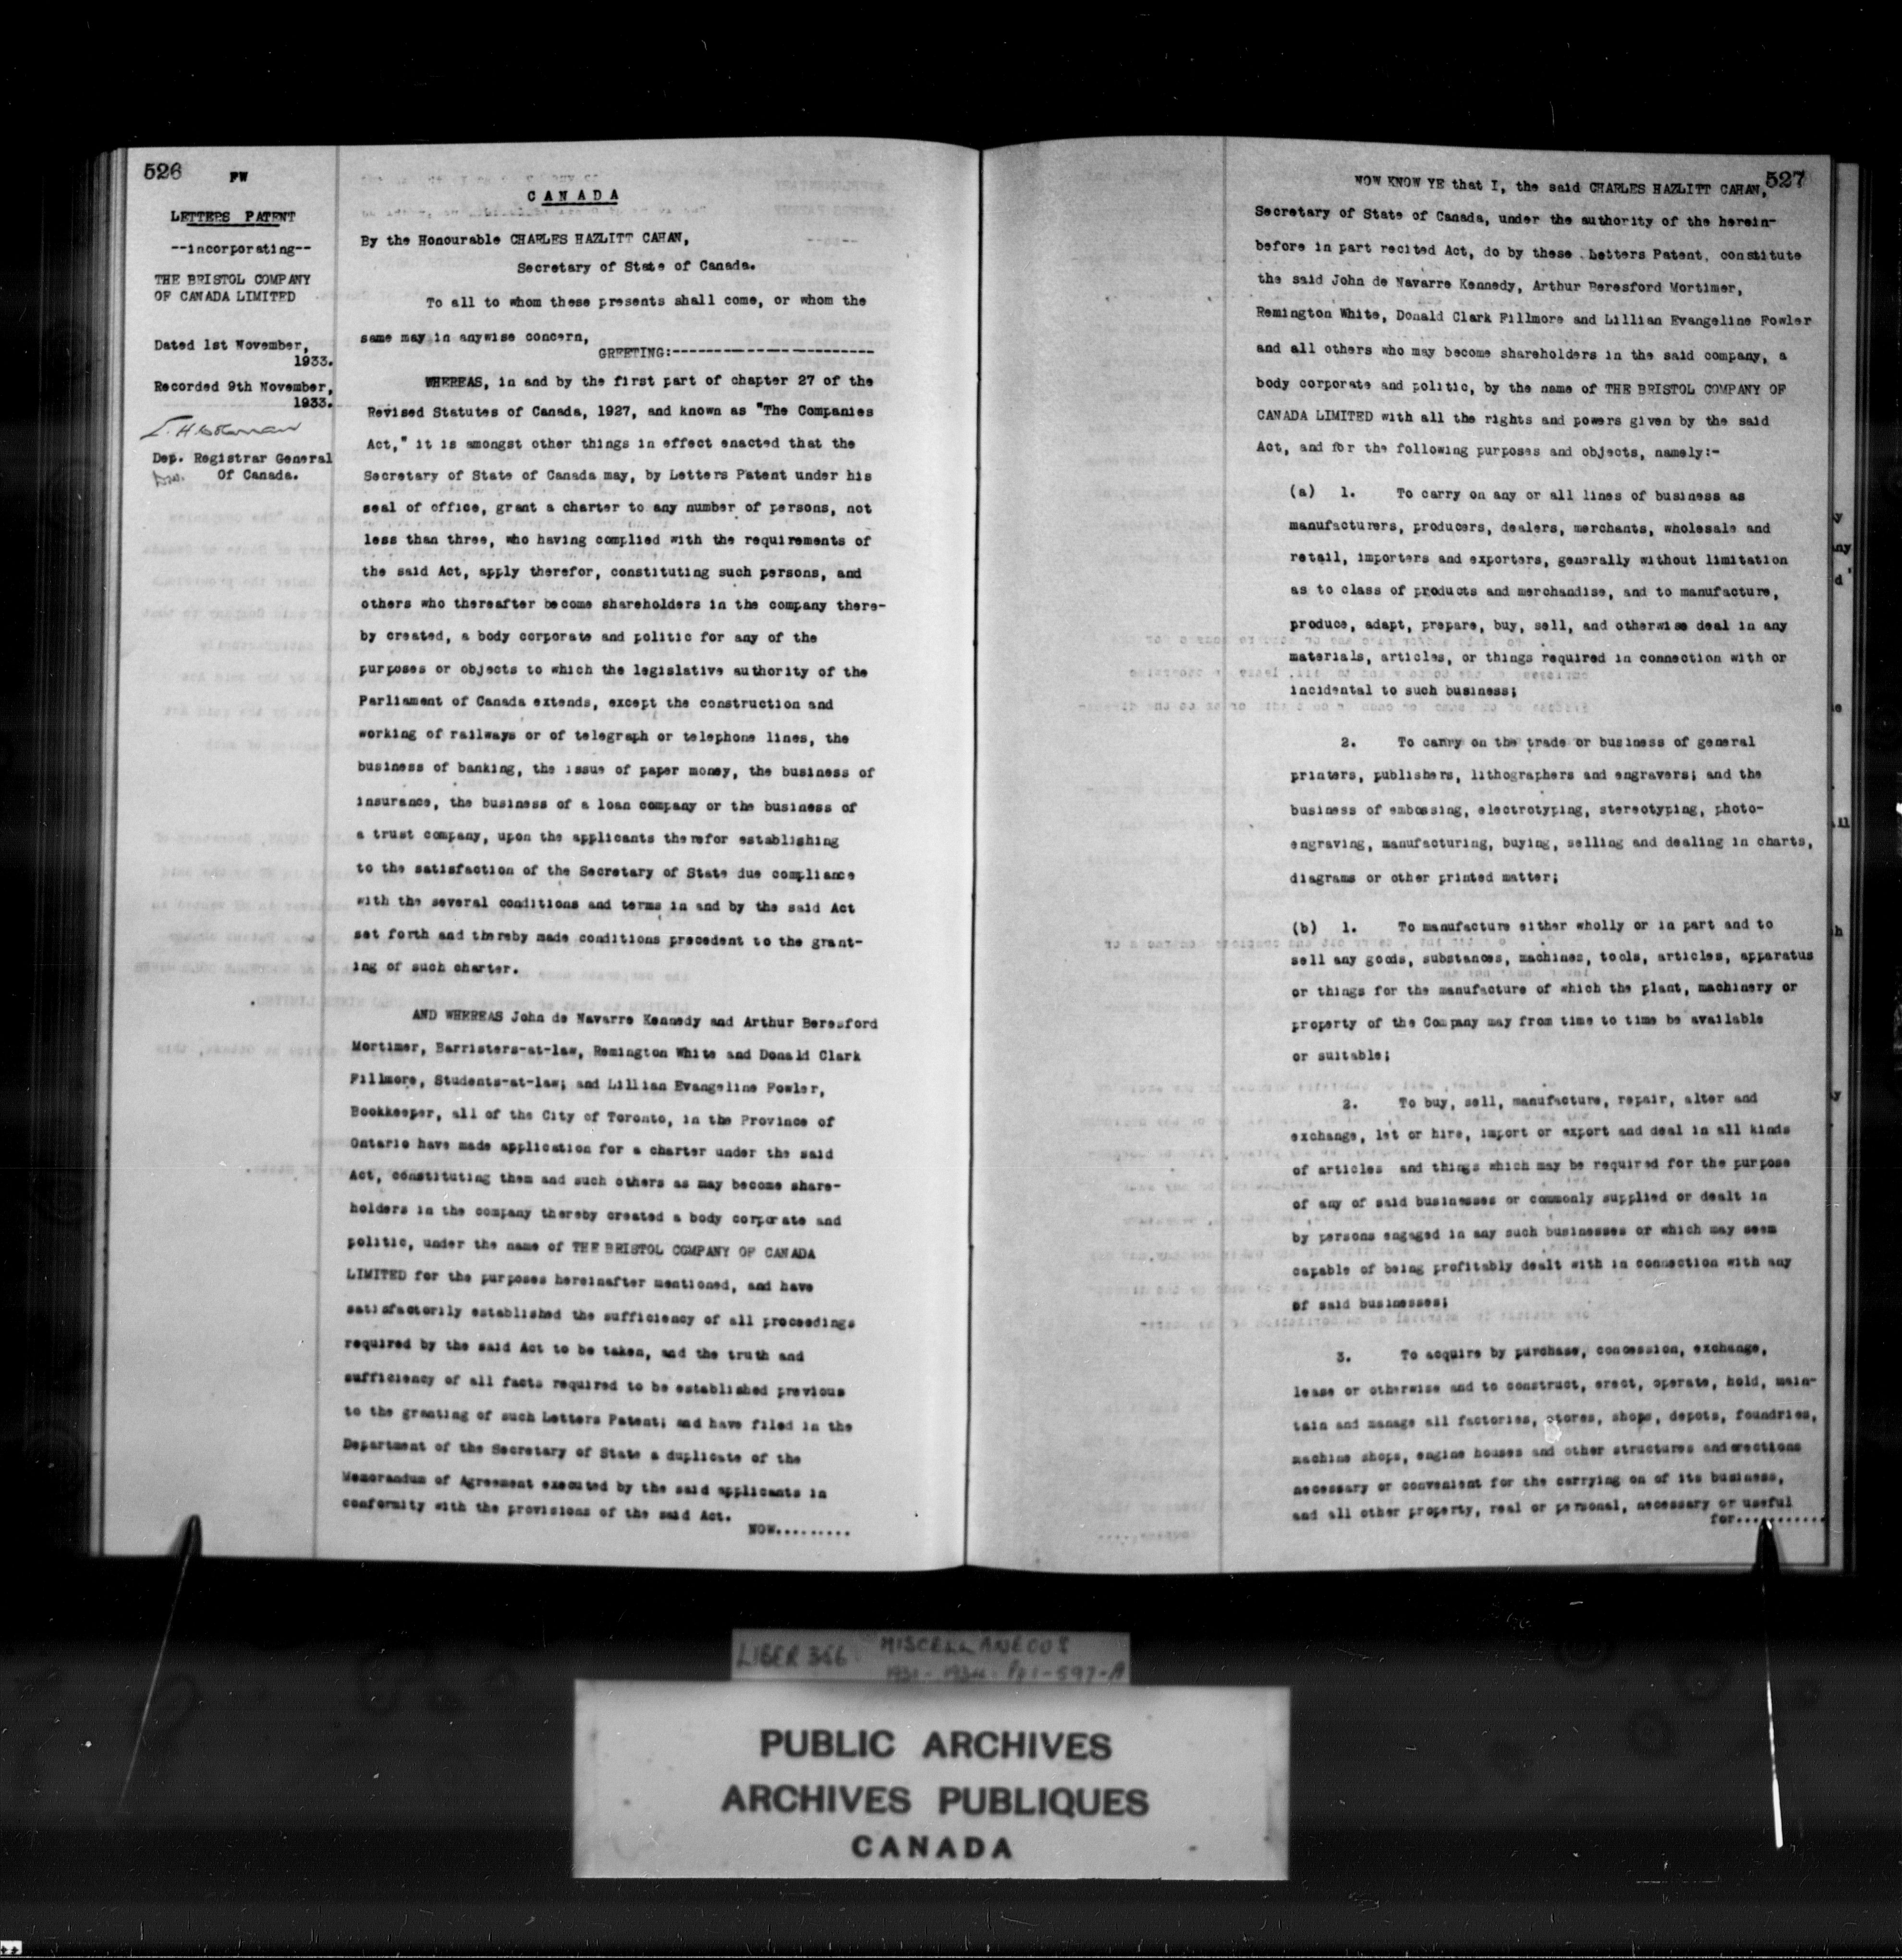 526
FW
LETTERS PATENT
--incorporating--
THE BRISTOL COMPANY
OF CANADA LIMITED
Dated 1st November,
1933.
Recorded 9th November,
1933.
Dep. Registrar General
Of Canada.
CANADA
By the Honourable CHARLES HAZLITT CAHAN,
Secretary of State of Canada.
To all to whom these presents shall come, or whom the
same may in anywise concern,
GREETING:-----------------------
WHEREAS, in and by the first part of chapter 27 of the
Revised Statutes of Canada, 1927, and known as "The Companies
Act," it is amongst other things in effect enacted that the
Secretary of State of Canada may, by Letters Patent under his
seal of office, grant a charter to any number of persons, not
less than three, who having complied with the requirements of
the said Act, apply therefor, constituting such persons, and
others who thereafter become shareholders in the company there-
by created, a body corporate and politic for any of the
purposes or objects to which the legislative authority of the
Parliament of Canada extends, except the construction and
working of railways or of telegraph or telephone lines, the
business of banking, the issue of paper money, the business of
insurance, the business of a loan company or the business of
a trust company, upon the applicants therefor establishing
to the satisfaction of the Secretary of State due compliance
with the several conditions and terms in and by the said Act
set forth and thereby made conditions precedent to the grant-
ing of such charter.
AND WHEREAS John de Navarre Kennedy and Arthur Beresford
Mortimer, Barristers-at-law, Remington White and Donald Clark
Fillmore, Students-at-law; and Lillian Evangeline Fowler,
Bookkeeper, all of the City of Toronto, in the Province of
Ontario have made application for a charter under the said
Act, constituting them and such others as may become share-
holders in the company thereby created a body corporate and
politic, under the name of THE BRISTOL COMPANY OF CANADA
LIMITED for the purposes hereinafter mentioned, and have
satisfactorily established the sufficiency of all proceedings
required by the said Act to be taken, and the truth and
sufficiency of all facts required to be established previous
to the granting of such Letters Patent; and have filed in the
Department of the Secretary of State a duplicate of the
Memorandum of Agreement executed by the said applicants in
conformity with the provisions of the said Act.
NOW.........
527
NOW KNOW YE that I, the said CHARLES HAZLITT CAHAN,
Secretary of State of Canada, under the authority of the herein-
before in part recited Act, do by these Letters Patent, constitute
the said John de Navarre Kennedy, Arthur Beresford Mortimer,
Remington White, Donald Clark Fillmore and Lillian Evangeline Fowler
and all others who may become shareholders in the said company, a
body corporate and politic, by the name of THE BRISTOL COMPANY OF
CANADA LIMITED with all the rights and powers given by the said
Act, and for the following purposes and objects, namely:-
(a) 1. To carry on any or all lines of business as
manufacturers, producers, dealers, merchants, wholesale and
retail, importers and exporters, generally without limitation
as to class of products and merchandise, and to manufacture,
produce, adapt, prepare, buy, sell, and otherwise deal in any
materials, articles, or things required in connection with or
incidental to such business;
2. To carry on the trade or business of general
printers, publishers, lithographers and engravers; and the
business of embossing, electrotyping, stereotyping, photo-
engraving, manufacturing, buying, selling and dealing in charts,
diagrams or other printed matter;
(b) 1. To manufacture either wholly or in part and to
sell any goods, substances, machines, tools, articles, apparatus
or things for the manufacture of which the plant, machinery or
property of the Company may from time to time be available
or suitable;
2. To buy, sell, manufacture, repair, alter and
exchange, let or hire, import or export and deal in all kinds
of articles and things which may be required for the purpose
of any of said businesses or commonly supplied or dealt in
by persons engaged in any such businesses or which may seem
capable of being profitably dealt with in connection with any
of said businesses;
3. To acquire by purchase, concession, exchange,
lease or otherwise and to construct, erect, operate, hold, main-
tain and manage all factories, stores, shops, depots, foundries,
machine shops, engine houses and other structures and erections
necessary or convenient for the carrying on of its business,
and all other property, real or personal, necessary or useful
for...........
LIBER 366 MISCELLANEOUS
PUBLIC ARCHIVES
ARCHIVES PUBLIQUES
CANADA